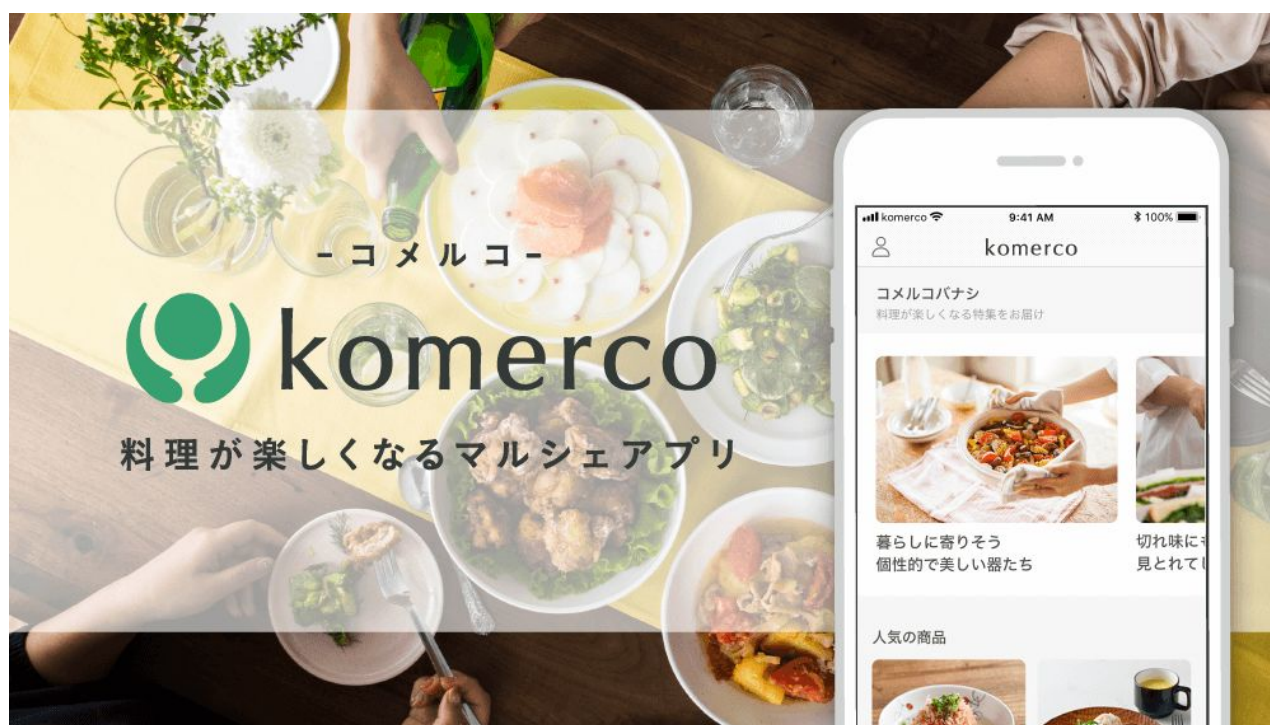 -コメルコ-
komerco
料理が楽しくなるマルシェアプリ
komerco
9:41 AM
100%
komerco
コメルコバナシ
料理が楽しくなる特集をお届け
暮らしに寄りそう
個性的で美しい器たち
切れ味に
見とれて
人気の商品